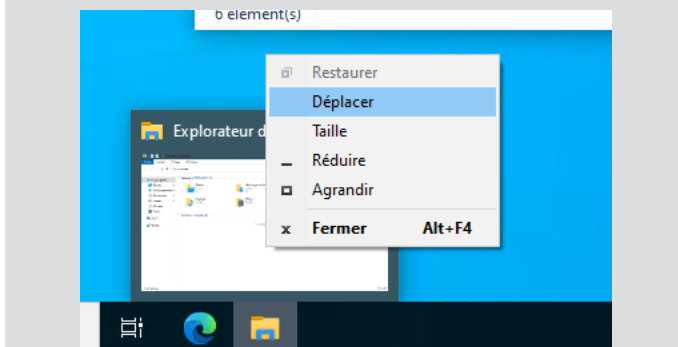 6 élément(s)
Restaurer
Déplacer
Explorateur d
Taille
Réduire
Agrandir
x Fermer Alt+F4